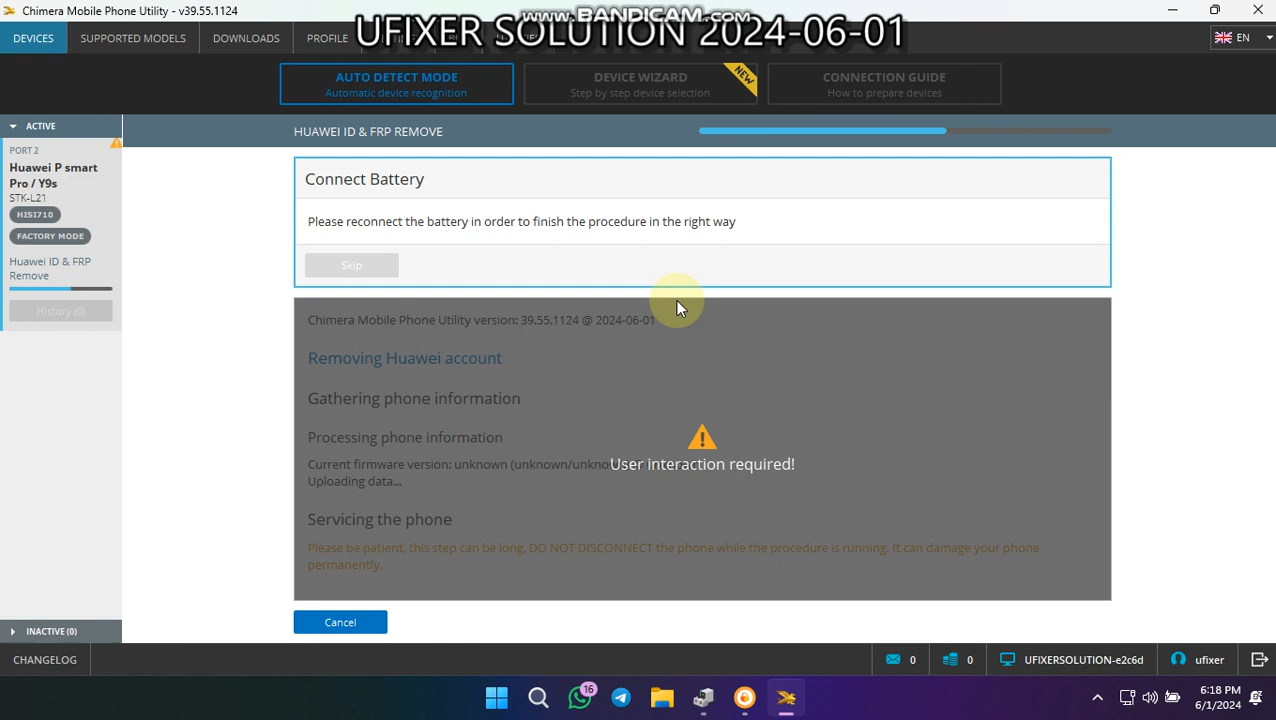 Chimera Mobile Phone Utility - v39.55.1124
www.BANDICAM.com
UFIXER SOLUTION 2024-06-01
DEVICES
SUPPORTED MODELS
DOWNLOADS
PROFILE
EN
AUTO DETECT MODE
Automatic device recognition
DEVICE WIZARD
Step by step device selection
NEW
CONNECTION GUIDE
How to prepare devices
ACTIVE
PORT 2
Huawei P smart
Pro / Y9s
STK-L21
HISI710
FACTORY MODE
Huawei ID & FRP
Remove
History (0)
INACTIVE (0)
HUAWEI ID & FRP REMOVE
Connect Battery
Please reconnect the battery in order to finish the procedure in the right way
Skip
Chimera Mobile Phone Utility version: 39.55.1124 @ 2024-06-01
Removing Huawei account
Gathering phone information
Processing phone information
Current firmware version: unknown (unknown/
User interaction required!
Uploading data...
Servicing the phone
Please be patient, this step can be long. DO NOT DISCONNECT the phone while the procedure is running. It can damage your phone
permanently.
Cancel
CHANGELOG
0
0
UFIXERSOLUTION-e2c6d
ufixer
16
6:18 PM
6/1/2024